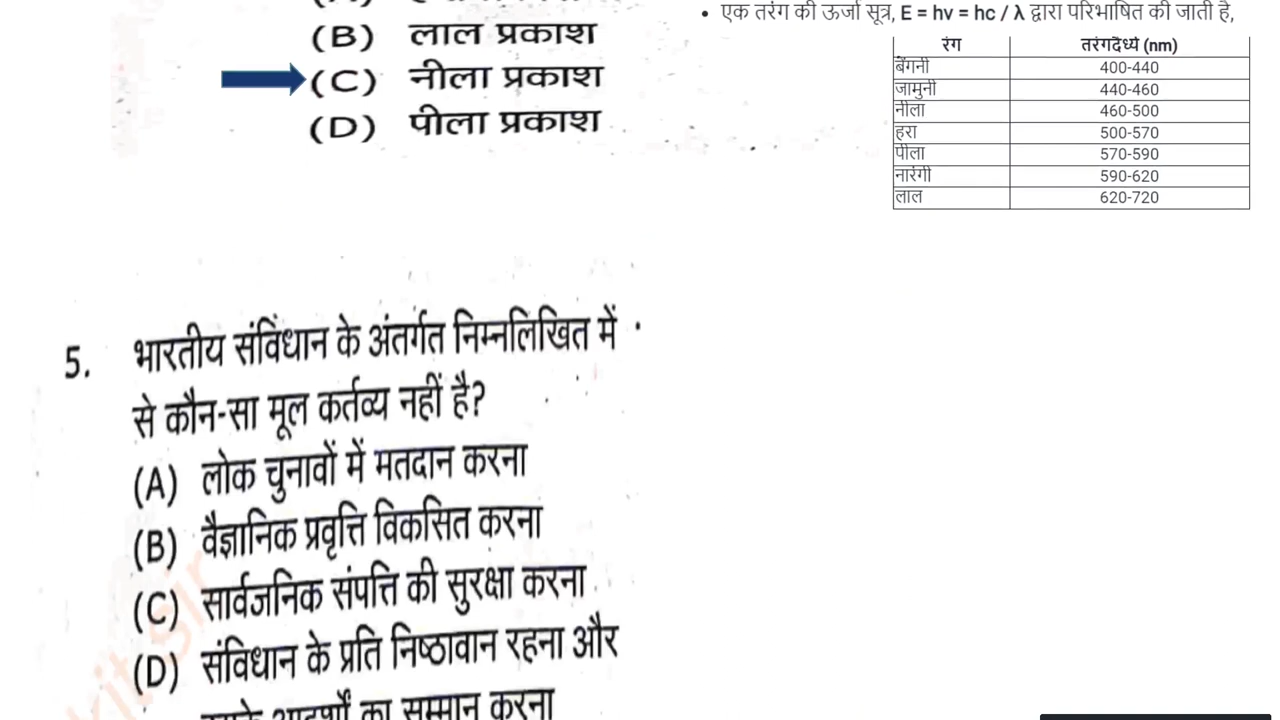 (B) लाल प्रकाश
(C) नीला प्रकाश
(D) पीला प्रकाश
• एक तरंग की ऊर्जा सूत्र, E = hv = hc / λ द्वारा परिभाषित की जाती है,
रंग तरंगदैर्ध्य (nm)
बैंगनी 400-440
जामुनी 440-460
नीला 460-500
हरा 500-570
पीला 570-590
नारंगी 590-620
लाल 620-720
5. भारतीय संविधान के अंतर्गत निम्नलिखित में
से कौन-सा मूल कर्तव्य नहीं है?
(A) लोक चुनावों में मतदान करना
(B) वैज्ञानिक प्रवृत्ति विकसित करना
(C) सार्वजनिक संपत्ति की सुरक्षा करना
(D) संविधान के प्रति निष्ठावान रहना और
उसके आदर्शों का सम्मान करना